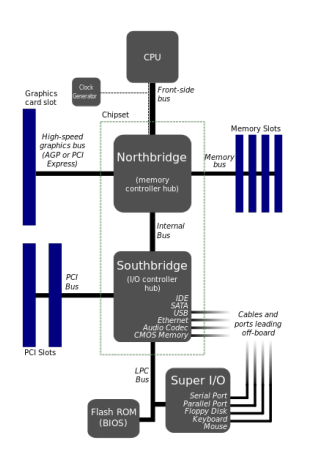 CPU
Clock
Generator
Front-side
bus
Graphics
card slot
Chipset
High-speed
graphics bus
(AGP or PCI
Express)
Northbridge
(memory
controller hub)
Memory
bus
Memory Slots
Internal
Bus
PCI
Bus
Southbridge
(I/O controller
hub)
IDE
SATA
USB
Ethernet
Audio Codec
CMOS Memory
Cables and
ports leading
off-board
PCI Slots
LPC
Bus
Super I/O
Serial Port
Parallel Port
Floppy Disk
Keyboard
Mouse
Flash ROM
(BIOS)